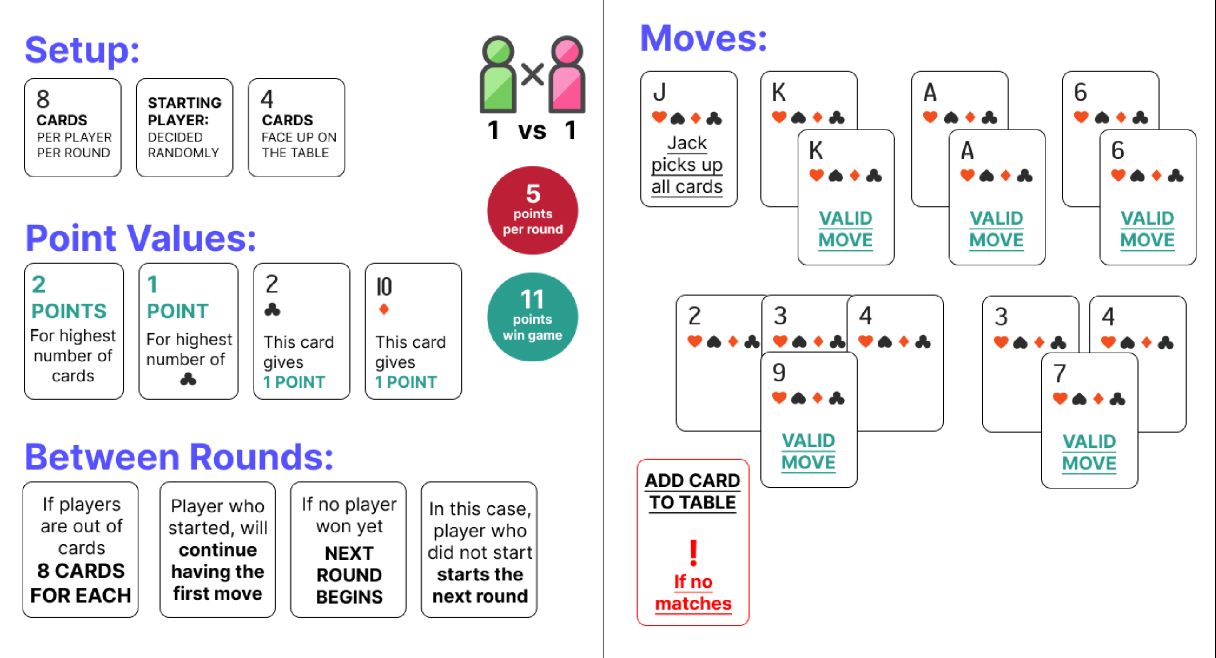 Setup:
8
CARDS
PER PLAYER
PER ROUND
STARTING
PLAYER:
DECIDED
RANDOMLY
4
CARDS
FACE UP ON
THE TABLE
1 vs 1
5
points
per round
11
points
win game
Point Values:
2
POINTS
For highest
number of
cards
1
POINT
For highest
number of
2
This card
gives
1 POINT
10
This card
gives
1 POINT
Between Rounds:
If players
are out of
cards
8 CARDS
FOR EACH
Player who
started, will
continue
having the
first move
If no player
won yet
NEXT
ROUND
BEGINS
In this case,
player who
did not start
starts the
next round
Moves:
J
Jack
picks up
all cards
K
K
VALID
MOVE
A
A
VALID
MOVE
6
6
VALID
MOVE
2
3
4
9
VALID
MOVE
3
4
7
VALID
MOVE
ADD CARD
TO TABLE
!
If no
matches